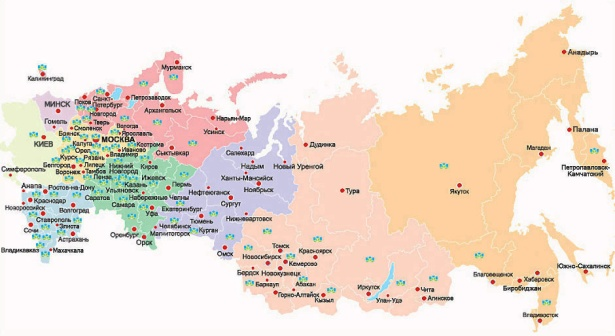 Мурманск
Анадырь
Калининград
Санкт-
Петербург
Петрозаводск
Псков
Архангельск
МИНСК
Новгород
Нарьян-Мар
Гомель
Тверь
Вологда
Смоленск
Ярославль
Усинск
Палана
Брянск
МОСКВА
Кострома
КИЕВ
Калуга
Иваново
Сыктывкар
Дудинка
Орел
Владимир
Салехард
Магадан
Курск
Рязань
Белгород
Липецк
Нижний
Новгород
Надым
Новый Уренгой
Петропавловск-
Камчатский
Симферополь
Воронеж
Тамбов
Ижевск
Ханты-Мансийск
Пенза
Казань
Пермь
Ноябрьск
Якутск
Анапа
Ростов-на-Дону
Ульяновск
Нефтеюганск
Тура
Краснодар
Саратов
Набережные Челны
Сургут
Новороссийск
Волгоград
Самара
Екатеринбург
Ставрополь
Уфа
Тюмень
Нижневартовск
Сочи
Элиста
Челябинск
Оренбург
Магнитогорск
Курган
Астрахань
Орск
Владикавказ
Махачкала
Омск
Томск
Красноярск
Новосибирск
Кемерово
Южно-Сахалинск
Бердск
Новокузнецк
Благовещенск
Хабаровск
Барнаул
Абакан
Иркутск
Чита
Биробиджан
Горно-Алтайск
Кызыл
Улан-Удэ
Агинское
Владивосток